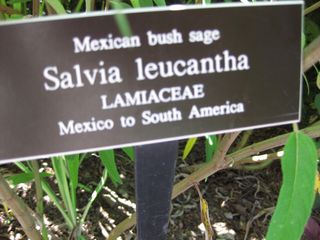 Mexican bush sage
Salvia leucantha
LAMIACEAE
Mexico to South America